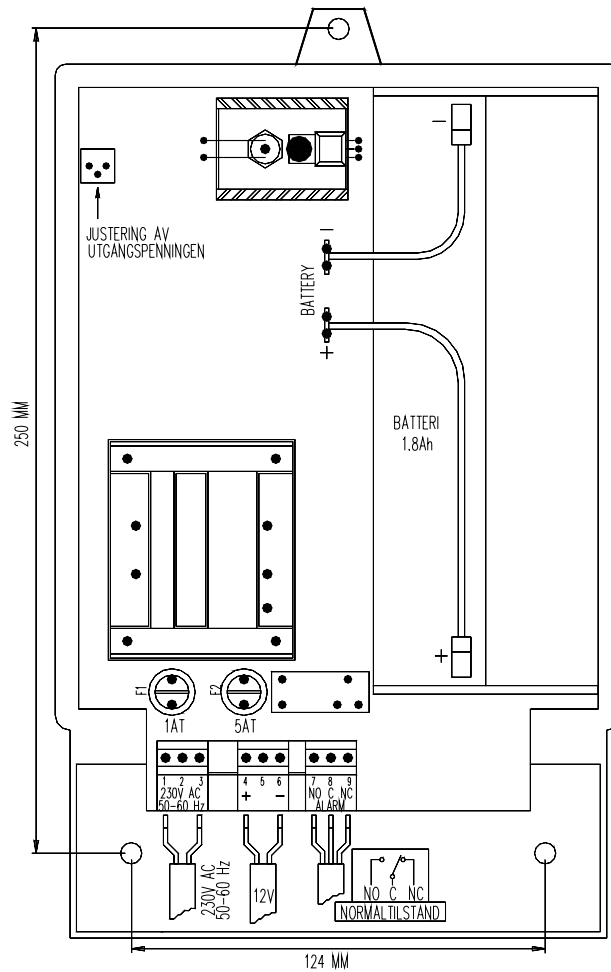 JUSTERING AV
UTGANGSPENNINGEN
−
−
BATTERY
+
250 MM
BATTERI
1.8Ah
+
F1
1AT
F2
5AT
1 2 3
230V AC
50-60 Hz
4 5 6
+ −
7 8 9
NO C NC
ALARM
230V AC
50-60 Hz
12V
NO C NC
NORMALTILSTAND
124 MM